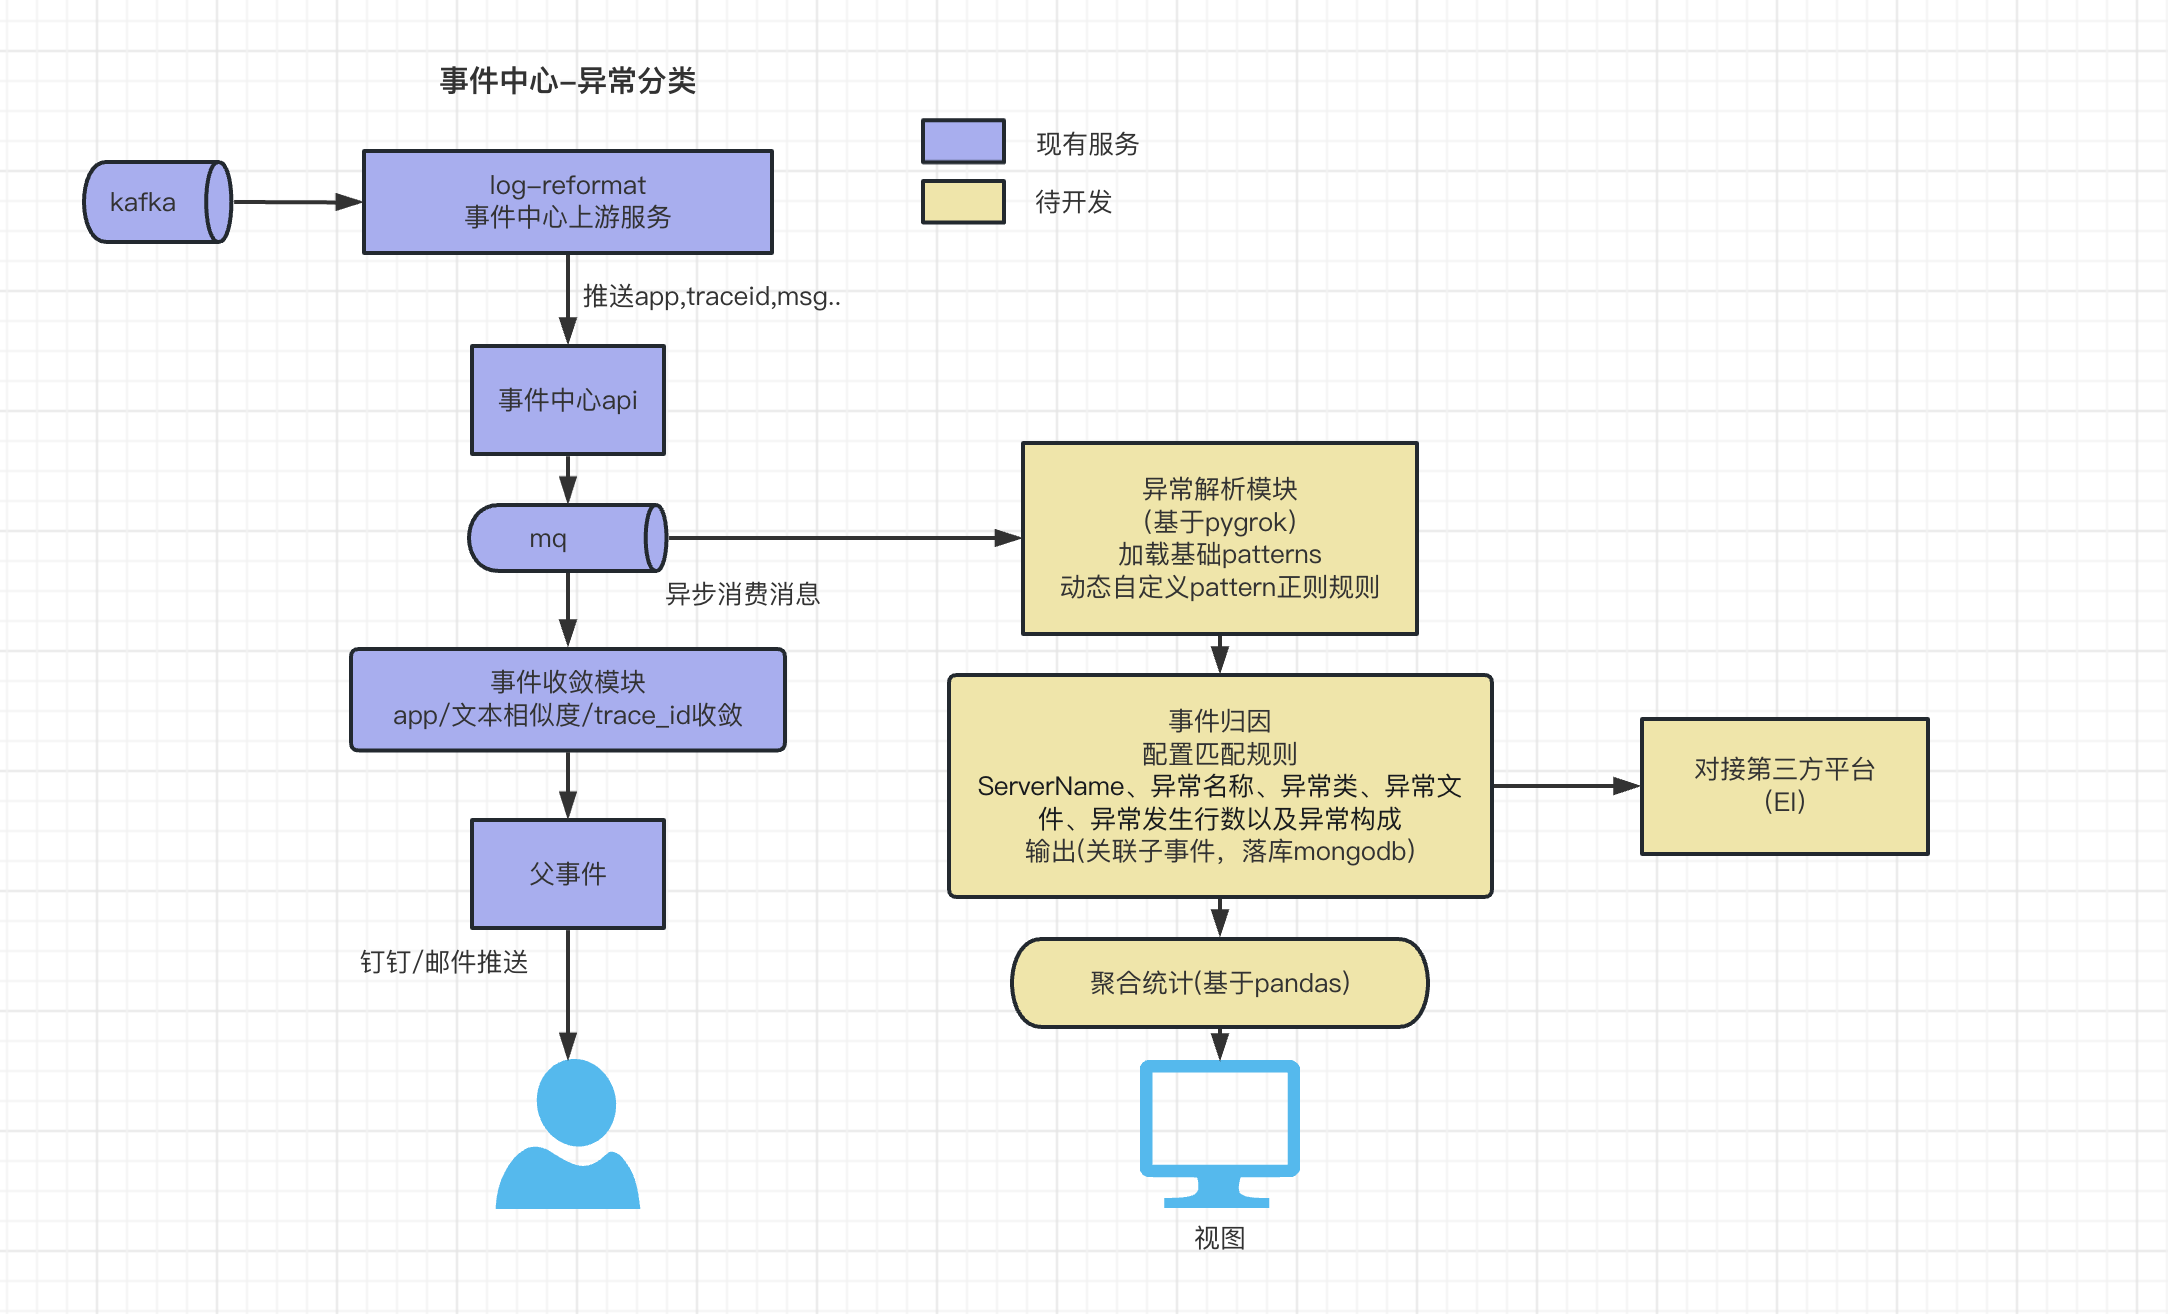 事件中心-异常分类
现有服务
待开发
kafka
log-reformat
事件中心上游服务
推送app,traceid,msg..
事件中心api
mq
异步消费消息
异常解析模块
(基于pygrok)
加载基础patterns
动态自定义pattern正则规则
事件收敛模块
app/文本相似度/trace_id收敛
事件归因
配置匹配规则
ServerName、异常名称、异常类、异常文
件、异常发生行数以及异常构成
输出(关联子事件，落库mongodb)
对接第三方平台
(EI)
父事件
钉钉/邮件推送
聚合统计(基于pandas)
视图